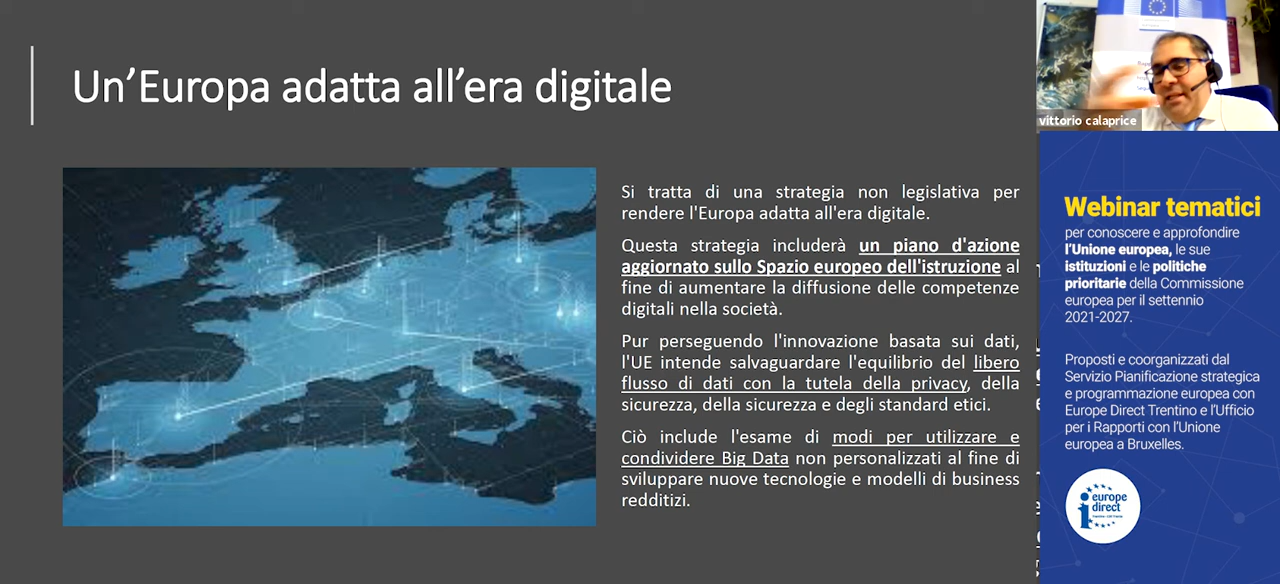 Un'Europa adatta all'era digitale
Si tratta di una strategia non legislativa per
rendere l'Europa adatta all'era digitale.
Questa strategia includerà un piano d'azione
aggiornato sullo Spazio europeo dell'istruzione al
fine di aumentare la diffusione delle competenze
digitali nella società.
Pur perseguendo l'innovazione basata sui dati,
l'UE intende salvaguardare l'equilibrio del libero
flusso di dati con la tutela della privacy, della
sicurezza, della sicurezza e degli standard etici.
Ciò include l'esame di modi per utilizzare e
condividere Big Data non personalizzati al fine di
sviluppare nuove tecnologie e modelli di business
redditizi.
vittorio calaprice
Webinar tematici
per conoscere e approfondire
l'Unione europea, le sue
istituzioni e le politiche
prioritarie della Commissione
europea per il settennio
2021-2027.
Proposti e coorganizzati dal
Servizio Pianificazione strategica
e programmazione europea con
Europe Direct Trentino e l'Ufficio
per i Rapporti con l'Unione
europea a Bruxelles.
europe
direct